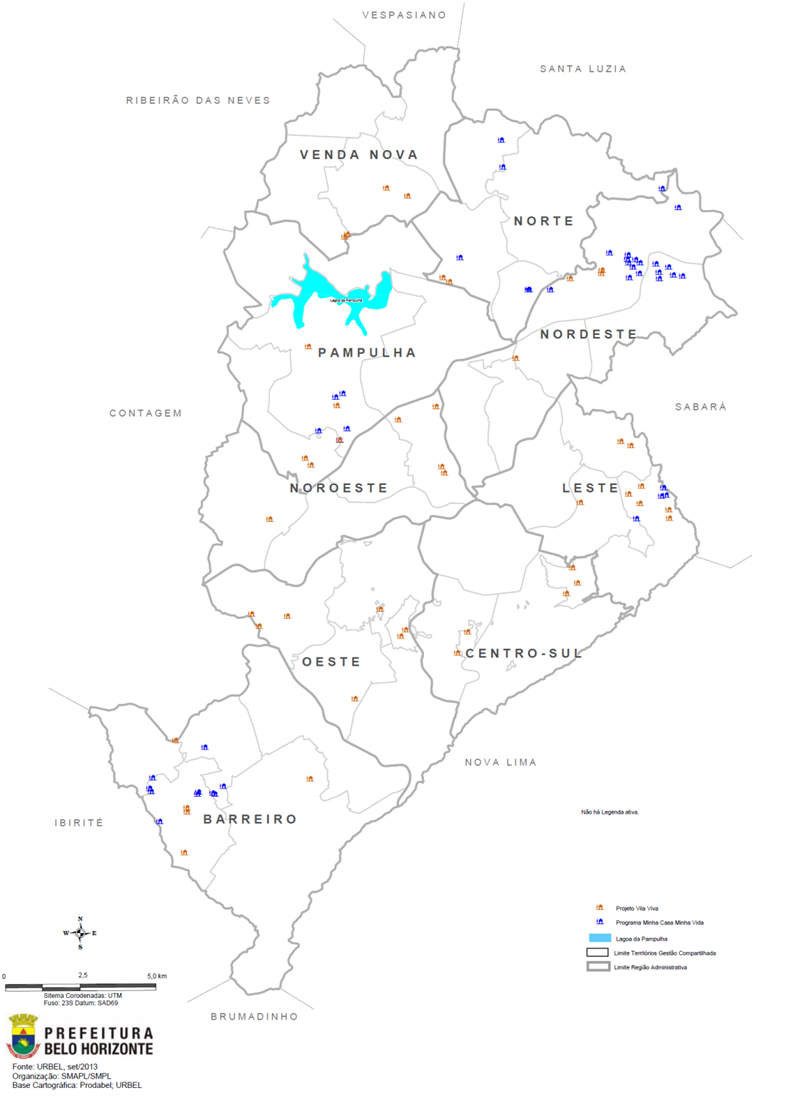 VESPASIANO
SANTA LUZIA
RIBEIRÃO DAS NEVES
VENDA NOVA
NORTE
Lagoa da Pampulha
NORDESTE
PAMPULHA
CONTAGEM
SABARÁ
NOROESTE
LESTE
OESTE
CENTRO-SUL
NOVA LIMA
IBIRITÉ
BARREIRO
Não há Legenda ativa.
Projeto Vila Viva
Programa Minha Casa Minha Vida
Lagoa da Pampulha
Limite Territórios Gestão Compartilhada
Limite Região Administrativa
N
W E
S
0 2,5 5,0 km
Sitema Corodenadas: UTM
Fuso: 23S Datum: SAD69
BRUMADINHO
PREFEITURA
BELO HORIZONTE
Fonte: URBEL, set/2013
Organização: SMAPL/SMPL
Base Cartográfica: Prodabel; URBEL